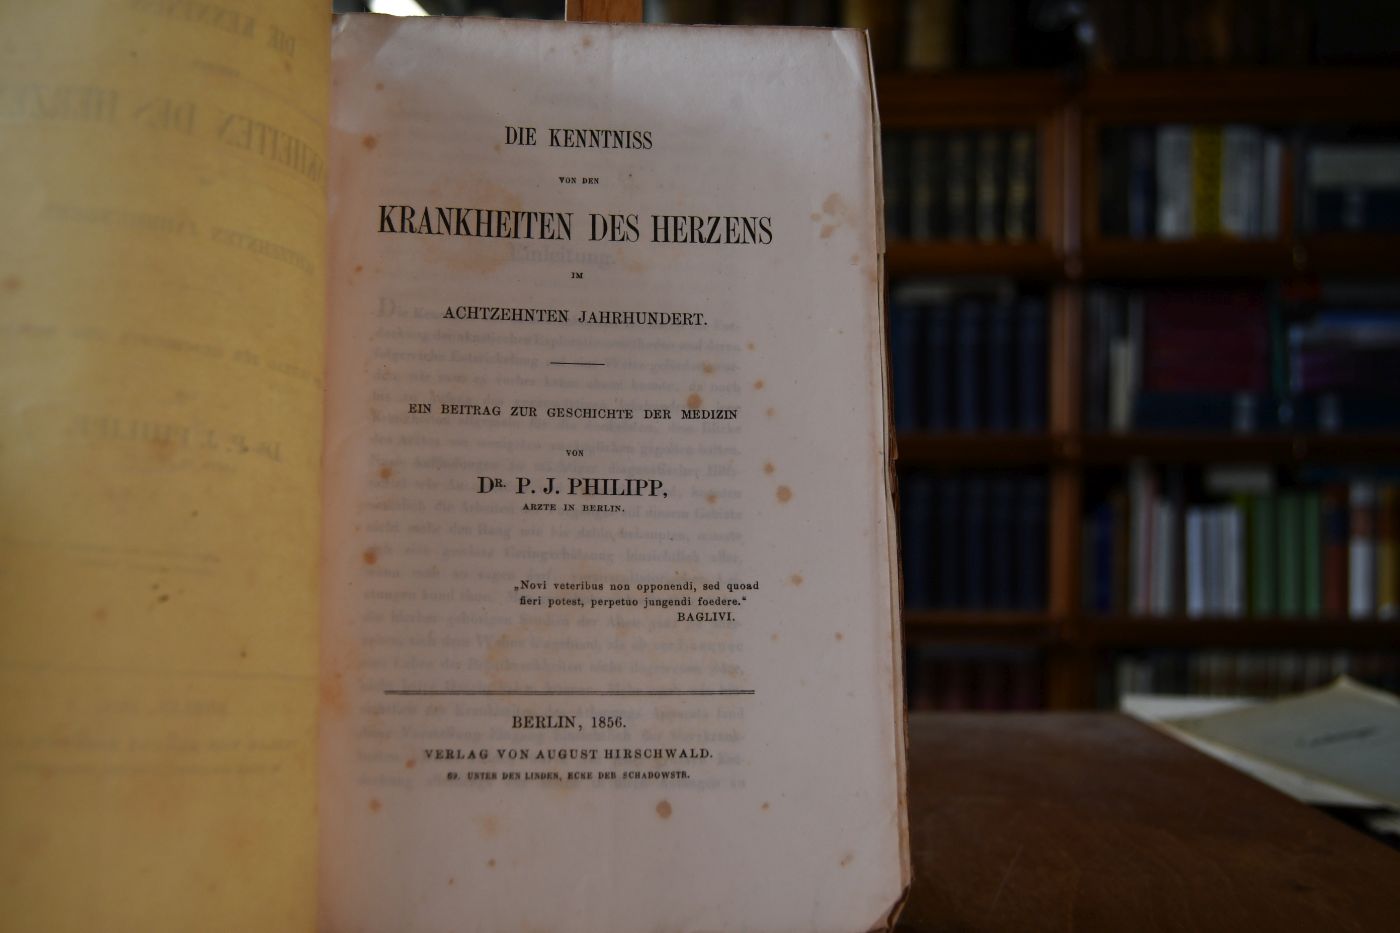 DIE KENNTNISS
VON DEN
KRANKHEITEN DES HERZENS
IM
ACHTZEHNTEN JAHRHUNDERT.
EIN BEITRAG ZUR GESCHICHTE DER MEDIZIN
VON
DR. P. J. PHILIPP,
ARZTE IN BERLIN.
„Novi veteribus non opponendi, sed quoad
fieri potest, perpetuo jungendi foedere.“
BAGLIVI.
BERLIN, 1856.
VERLAG VON AUGUST HIRSCHWALD.
69. UNTER DEN LINDEN, ECKE DER SCHADOWSTR.